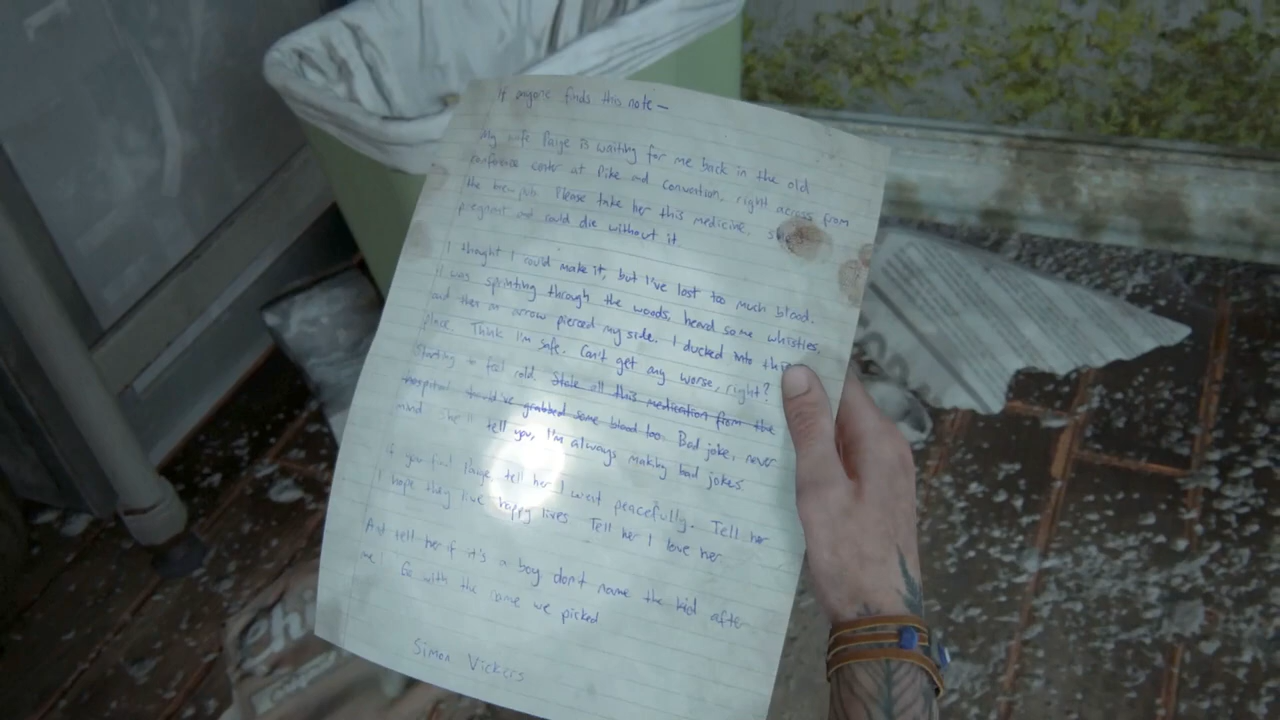 If anyone finds this note—
My wife Paige is waiting for me back in the old
conference center at Pike and Convention, right across from
the Please take her this medicine. She's
pregnant and could die without it.
I thought I could make it, but I've lost too much blood.
I was sprinting through the woods, heard some whistles,
and then an arrow pierced my side. I ducked into this
place. Think I'm safe. Can't get any worse, right?
Starting to feel cold. Stole all this medication from the
hospital should've grabbed some blood too. Bad joke, never
mind. She'll tell you, I'm always making bad jokes.
If you find Paige, tell her I went peacefully. Tell her
I hope they live happy lives. Tell her I love her.
And tell her if it's a boy don't name the kid after
me! Go with the name we picked
Simon Vickers